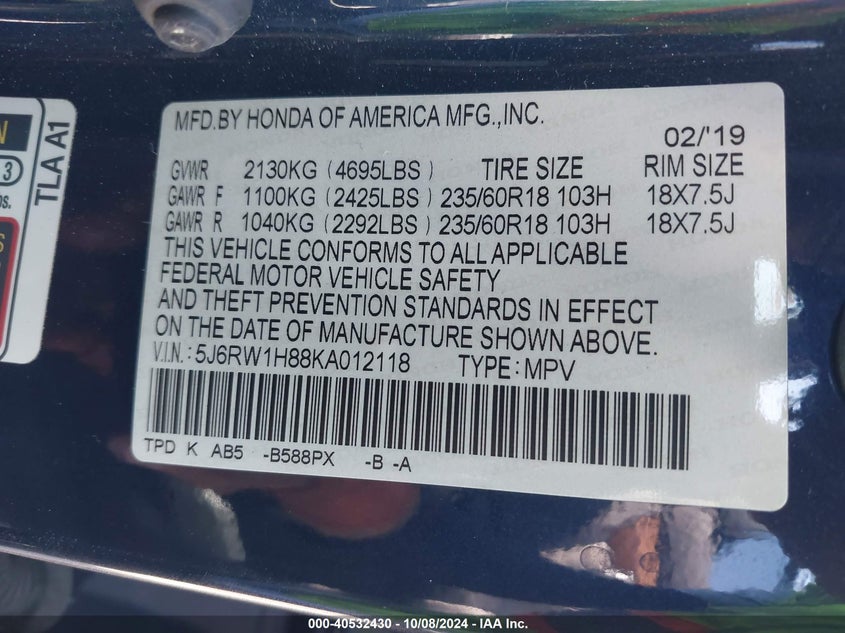 MFD.BY HONDA OF AMERICA MFG.,INC.
02/'19
GVWR 2130KG (4695LBS) TIRE SIZE RIM SIZE
GAWR F 1100KG (2425LBS) 235/60R18 103H 18X7.5J
GAWR R 1040KG (2292LBS) 235/60R18 103H 18X7.5J
THIS VEHICLE CONFORMS TO ALL APPLICABLE
FEDERAL MOTOR VEHICLE SAFETY
AND THEFT PREVENTION STANDARDS IN EFFECT
ON THE DATE OF MANUFACTURE SHOWN ABOVE.
V.I.N.: 5J6RW1H88KA012118 TYPE: MPV
TPD K AB5 -B588PX -B -A
TLA A1
N
3
os.
S
000-40532430 - 10/08/2024 - IAA Inc.